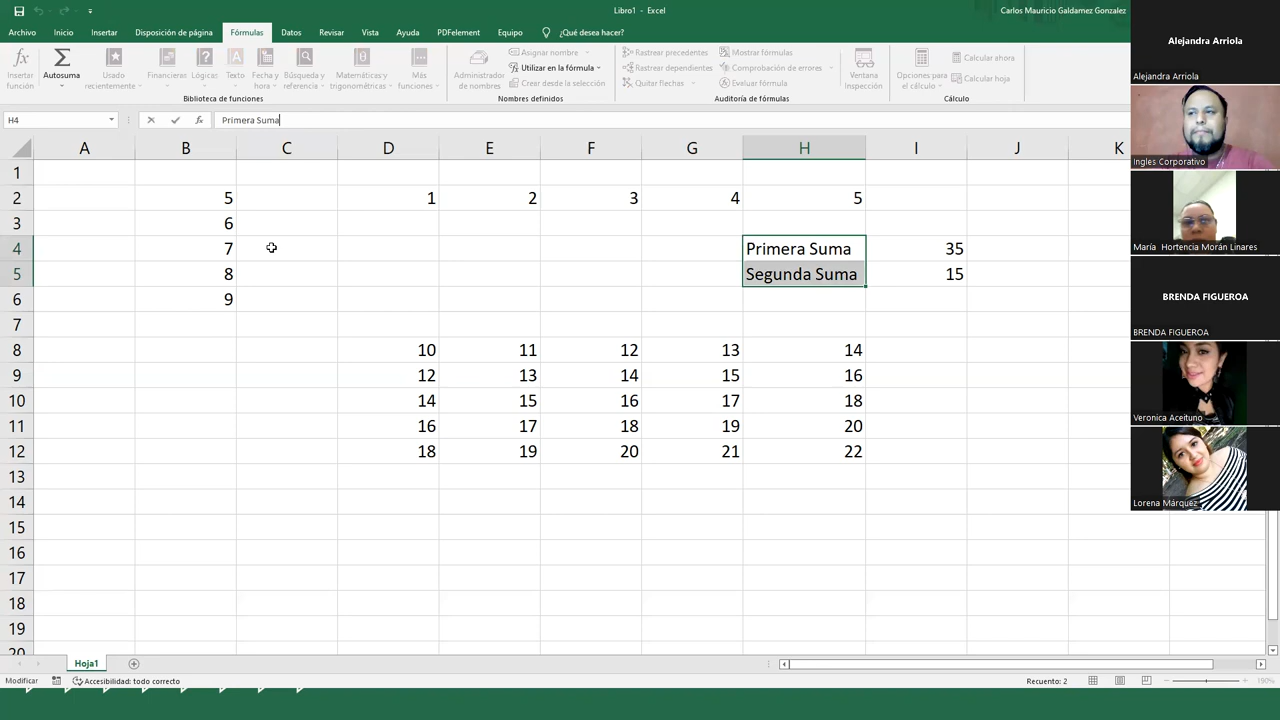 Libro1 - Excel
Carlos Mauricio Galdamez Gonzalez
Archivo Inicio Insertar Disposición de página Fórmulas Datos Revisar Vista Ayuda PDFelement Equipo ¿Qué desea hacer?
Insertar función
Autosuma
Usado recientemente
Financieras
Lógicas
Texto
Fecha y hora
Búsqueda y referencia
Matemáticas y trigonométricas
Más funciones
Biblioteca de funciones
Administrador de nombres
Asignar nombre
Utilizar en la fórmula
Crear desde la selección
Nombres definidos
Rastrear precedentes
Rastrear dependientes
Quitar flechas
Mostrar fórmulas
Comprobación de errores
Evaluar fórmula
Auditoría de fórmulas
Ventana Inspección
Opciones para el cálculo
Calcular ahora
Calcular hoja
Cálculo
H4 fx Primera Suma
A B C D E F G H I J K
1
2 5 1 2 3 4 5
3 6
4 7 Primera Suma 35
5 8 Segunda Suma 15
6 9
7
8 10 11 12 13 14
9 12 13 14 15 16
10 14 15 16 17 18
11 16 17 18 19 20
12 18 19 20 21 22
13
14
15
16
17
18
19
20
Hoja1
Modificar Accesibilidad: todo correcto Recuento: 2 190%
Alejandra Arriola
Alejandra Arriola
Ingles Corporativo
María Hortencia Morán Linares
BRENDA FIGUEROA
BRENDA FIGUEROA
Veronica Aceituno
Lorena Márquez